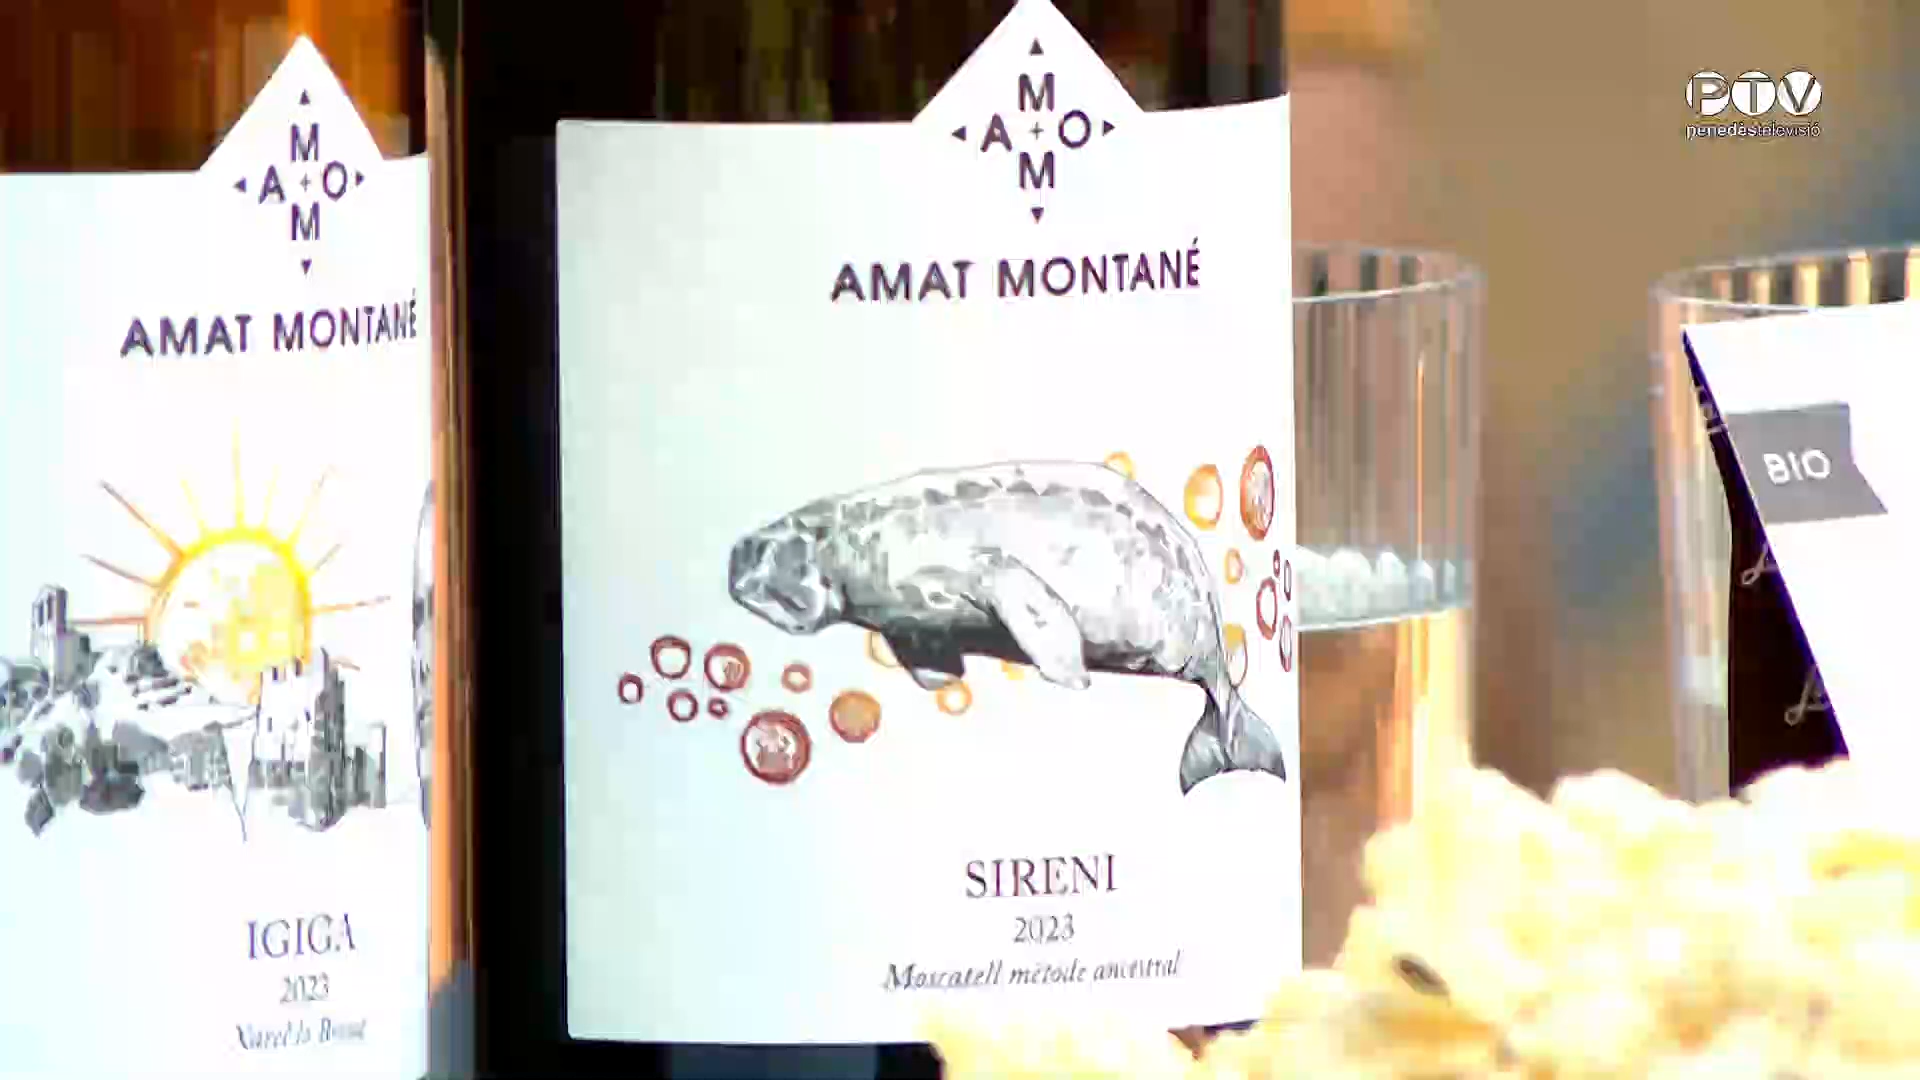 M
A + O
M
AMAT MONTANÉ
IGIGA
2023
M
A + O
M
AMAT MONTANÉ
SIRENI
2023
Moscatell mètode ancestral
BIO
PTV
penedèstelevisió